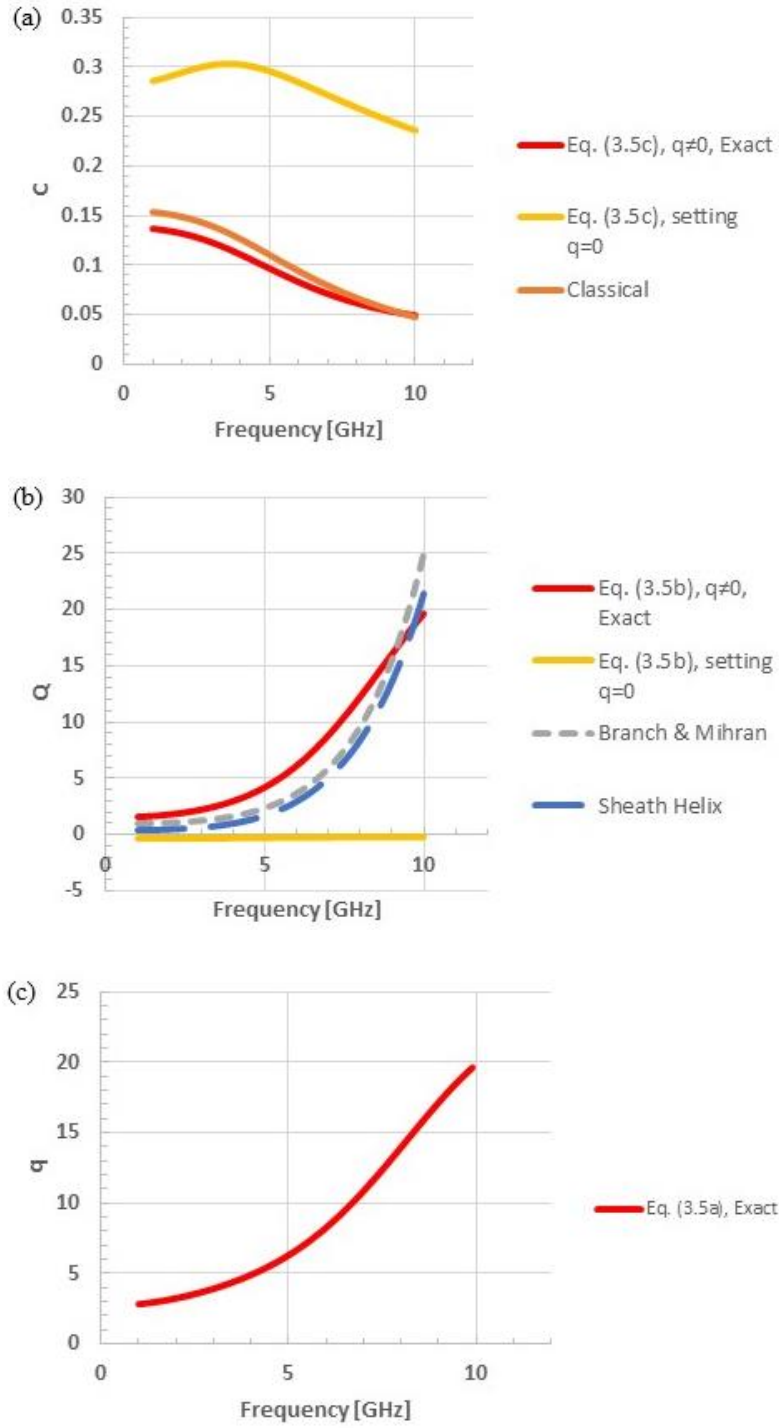 (a)
0.35
0.3
0.25
0.2
0.15
0.1
0.05
0
C
0
5
10
Frequency [GHz]
Eq. (3.5c), q≠0, Exact
Eq. (3.5c), setting
q=0
Classical
(b)
30
25
20
15
10
5
0
-5
Q
0
5
10
Frequency [GHz]
Eq. (3.5b), q≠0,
Exact
Eq. (3.5b), setting
q=0
Branch & Mihran
Sheath Helix
(c)
25
20
15
10
5
0
q
0
5
10
Frequency [GHz]
Eq. (3.5a), Exact